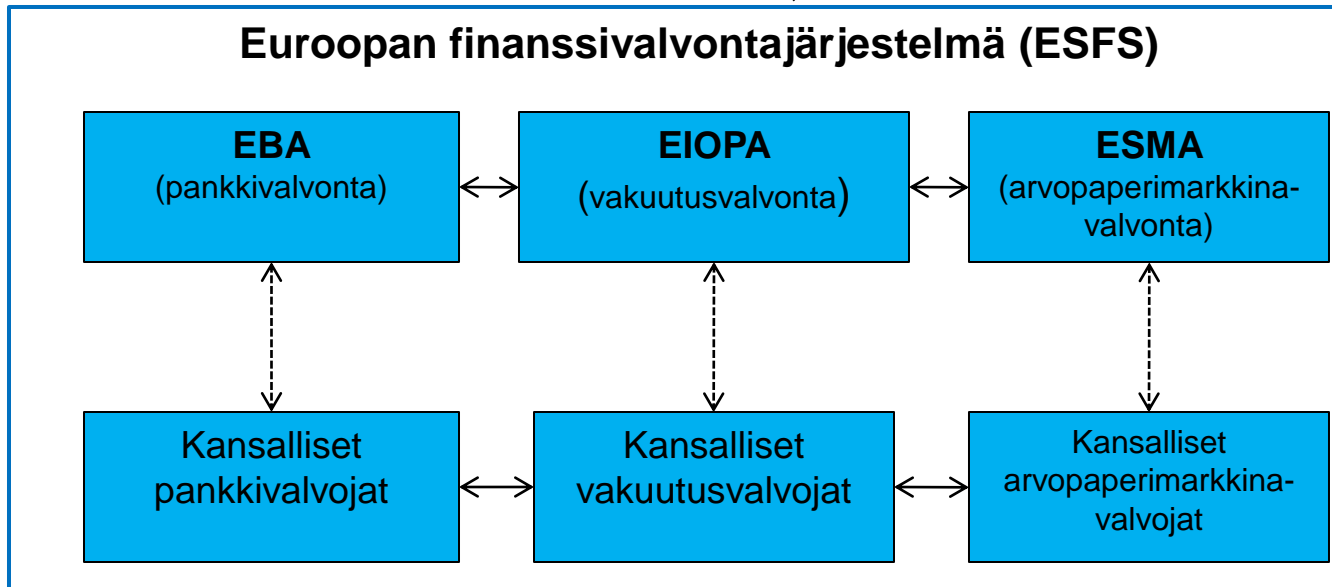 Euroopan finanssivalvontajärjestelmä (ESFS)
EBA
(pankkivalvonta)
EIOPA
(vakuutusvalvonta)
ESMA
(arvopaperimarkkina-
valvonta)
Kansalliset
pankkivalvojat
Kansalliset
vakuutusvalvojat
Kansalliset
arvopaperimarkkina-
valvojat